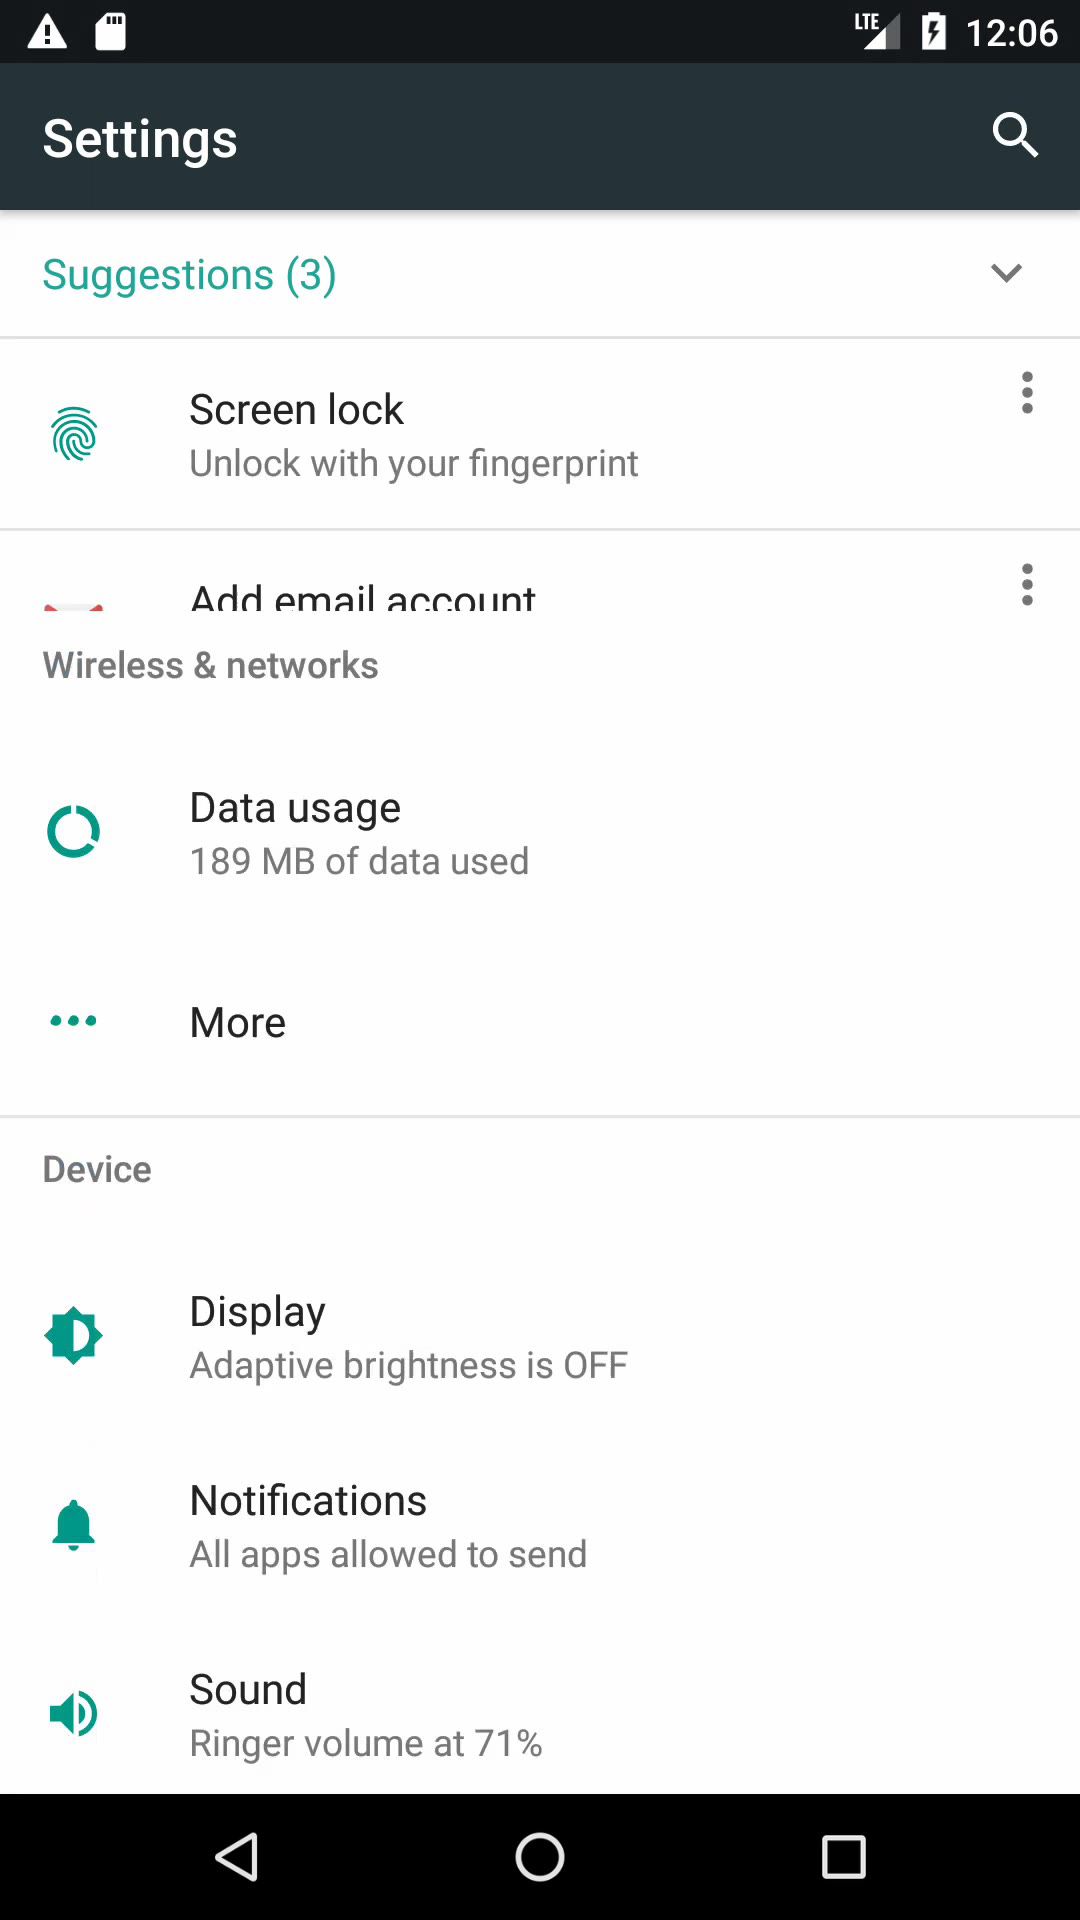 LTE 12:06
Settings
Suggestions (3)
Screen lock
Unlock with your fingerprint
Add email account
Wireless & networks
Data usage
189 MB of data used
More
Device
Display
Adaptive brightness is OFF
Notifications
All apps allowed to send
Sound
Ringer volume at 71%